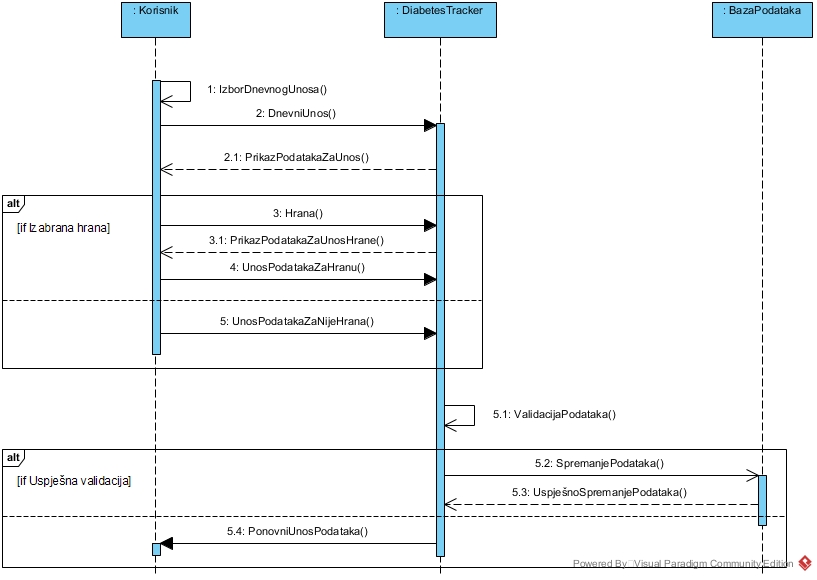 : Korisnik
: DiabetesTracker
: BazaPodataka
1: IzborDnevnogUnosa()
2: DnevniUnos()
2.1: PrikazPodatakaZaUnos()
alt
[if Izabrana hrana]
3: Hrana()
3.1: PrikazPodatakaZaUnosHrane()
4: UnosPodatakaZaHranu()
5: UnosPodatakaZaNijeHrana()
5.1: ValidacijaPodataka()
alt
[if Uspješna validacija]
5.2: SpremanjePodataka()
5.3: UspješnoSpremanjePodataka()
5.4: PonovniUnosPodataka()
Powered By Visual Paradigm Community Edition